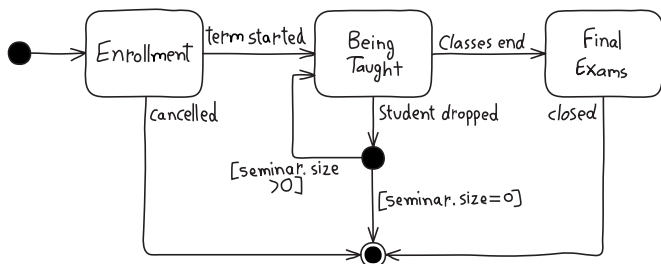 Enrollment
term started
Being
Taught
Classes end
Final
Exams
cancelled
Student dropped
closed
[seminar.size
>0]
[seminar.size=0]